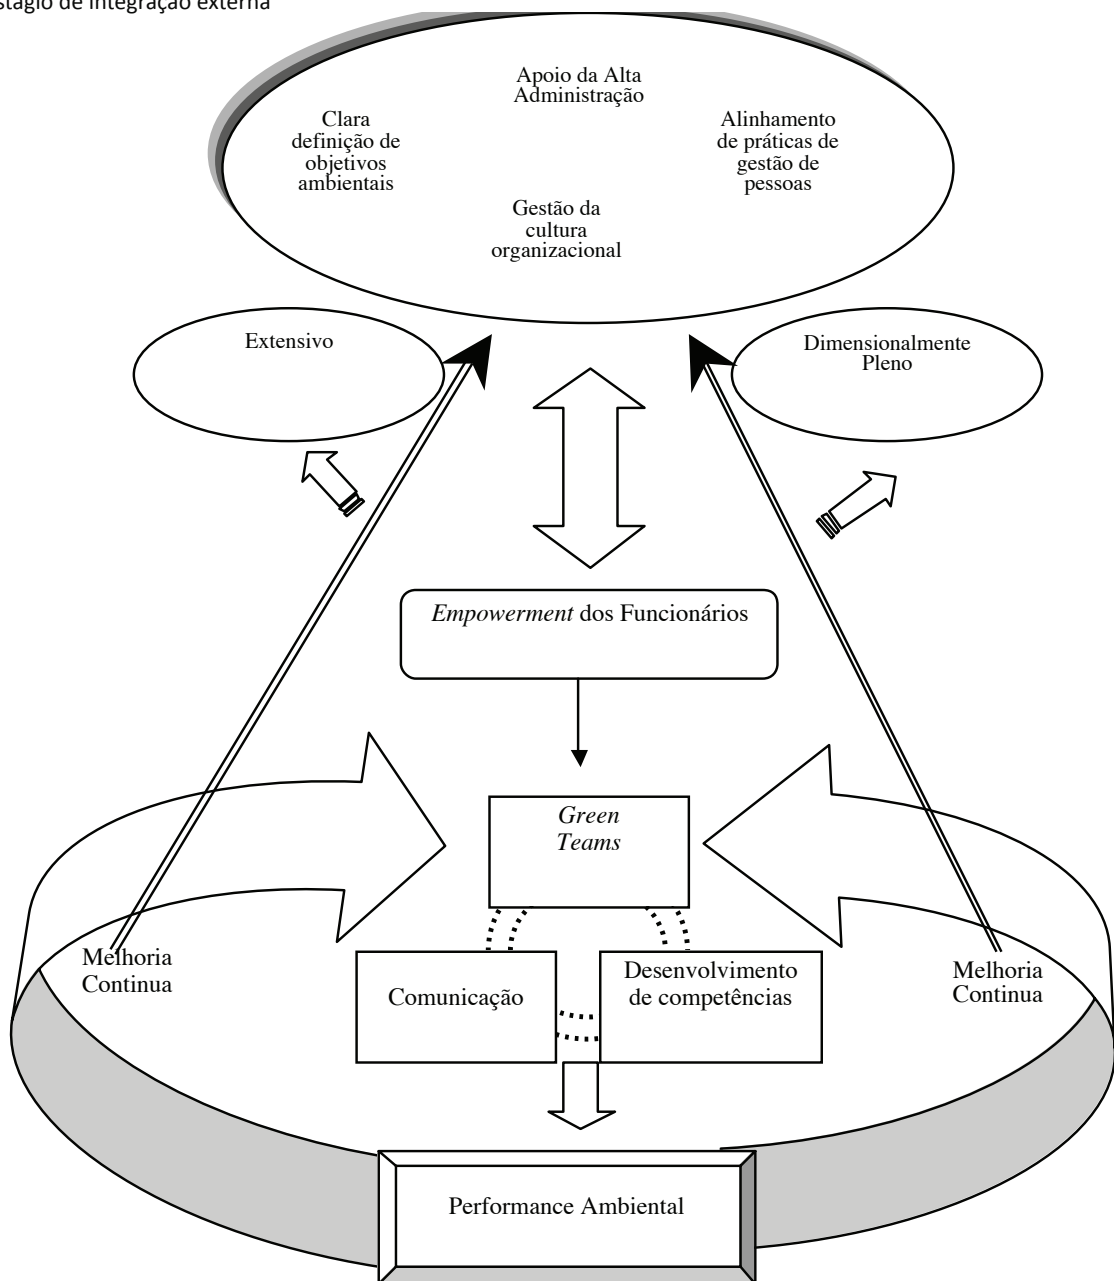 integração externa
Apoio da Alta
Administração
Clara
definição de
objetivos
ambientais
Alinhamento
de práticas de
gestão de
pessoas
Gestão da
cultura
organizacional
Extensivo
Dimensionalmente
Pleno
Empowerment dos Funcionários
Green
Teams
Melhoria
Continua
Comunicação
Desenvolvimento
de competências
Melhoria
Continua
Performance Ambiental